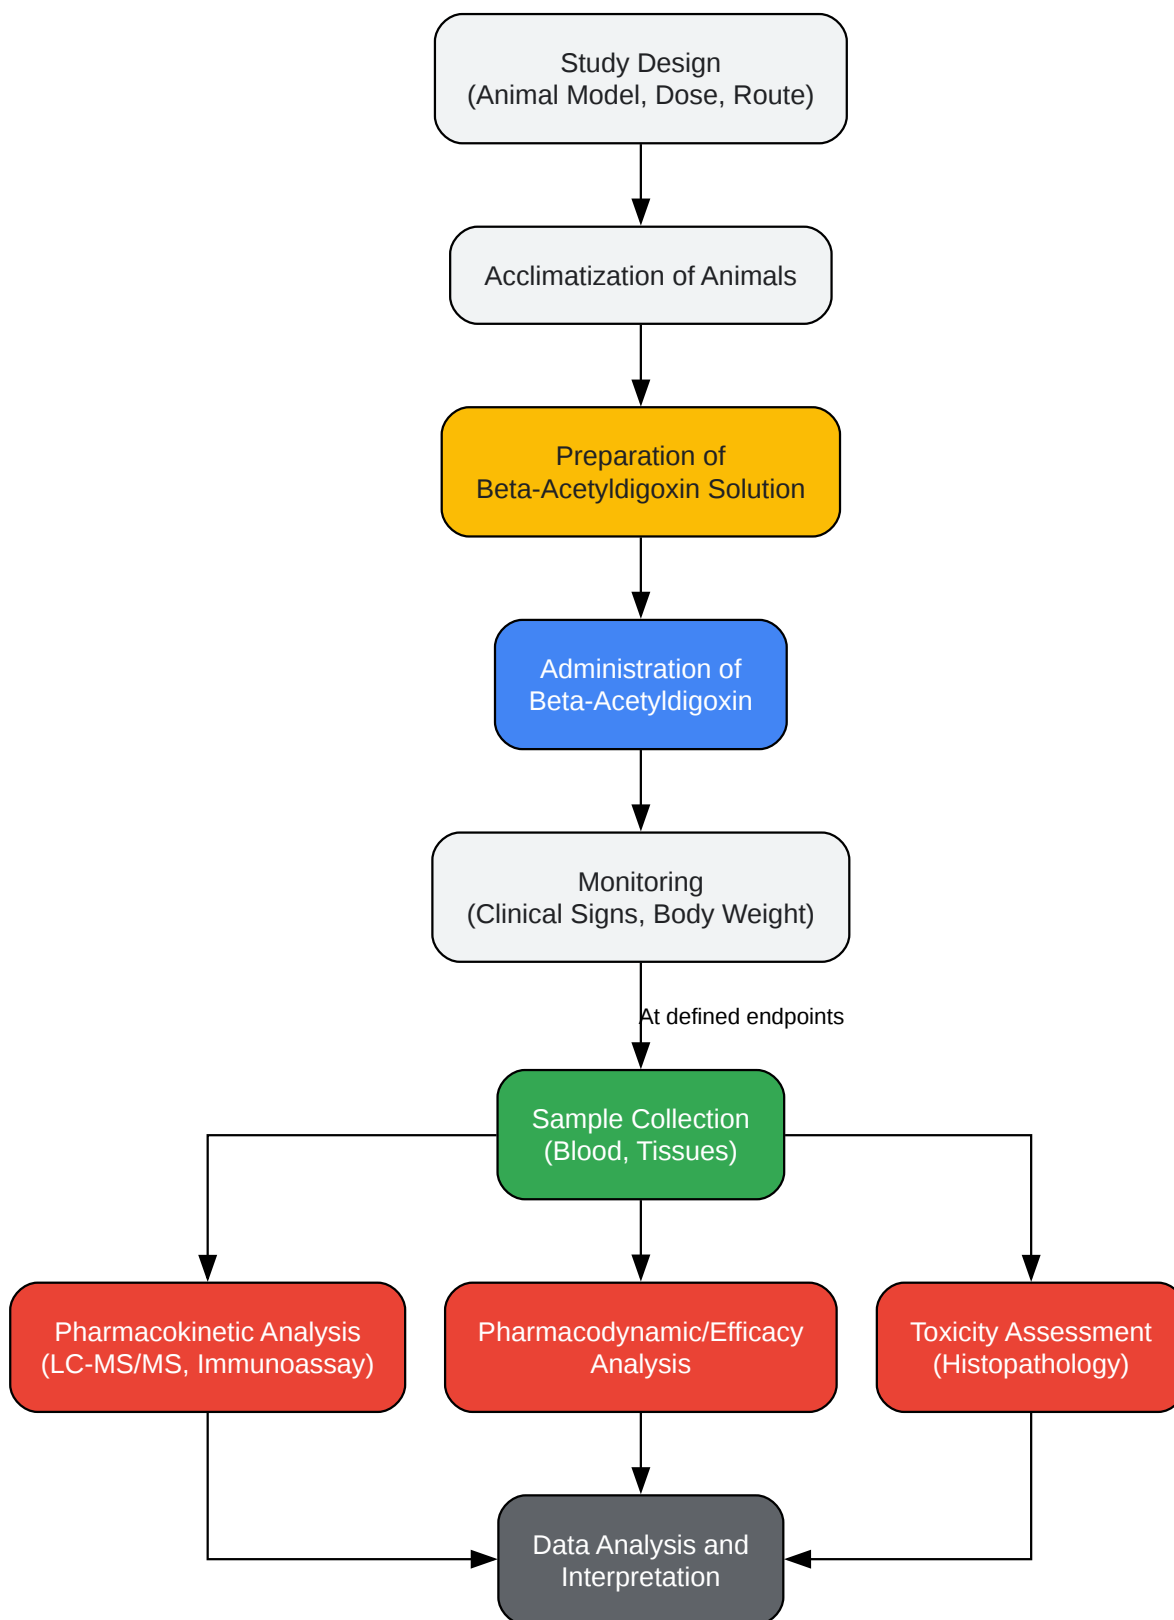 Study Design
(Animal Model, Dose, Route)
Acclimatization of Animals
Preparation of
Beta-Acetyldigoxin Solution
Administration of
Beta-Acetyldigoxin
Monitoring
(Clinical Signs, Body Weight)
At defined endpoints
Sample Collection
(Blood, Tissues)
Pharmacokinetic Analysis
(LC-MS/MS, Immunoassay)
Pharmacodynamic/Efficacy
Analysis
Toxicity Assessment
(Histopathology)
Data Analysis and
Interpretation